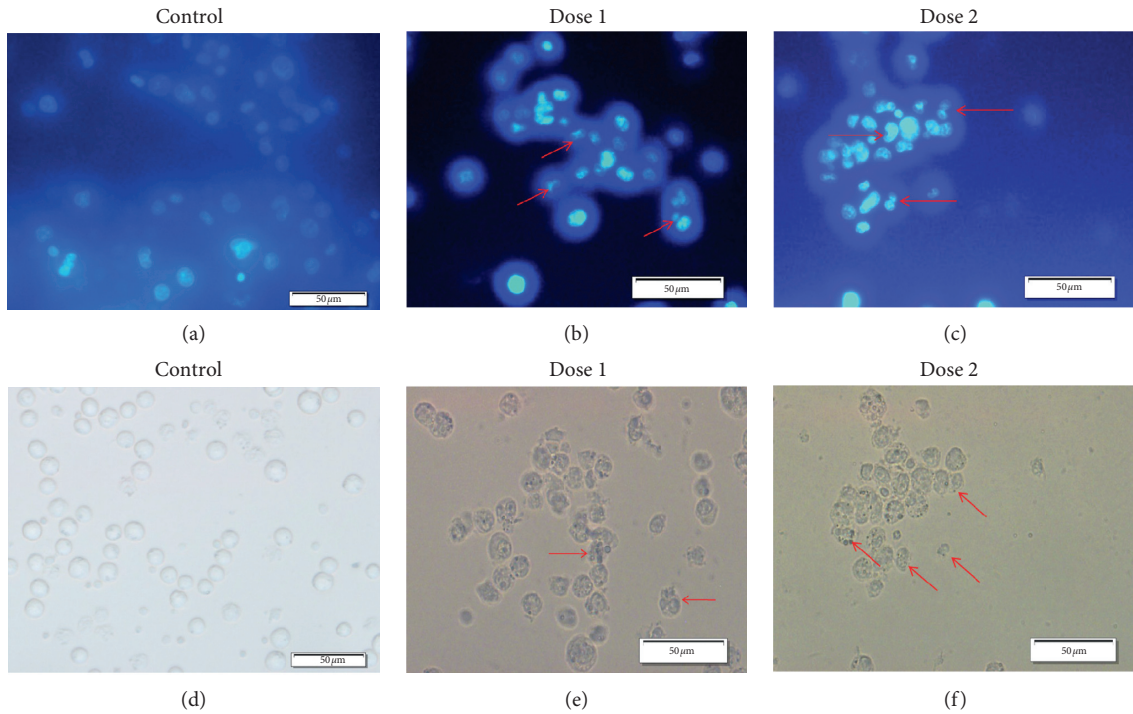 Control
Dose 1
Dose 2
50 μm
50 μm
50 μm
(a)
(b)
(c)
Control
Dose 1
Dose 2
50 μm
50 μm
50 μm
(d)
(e)
(f)